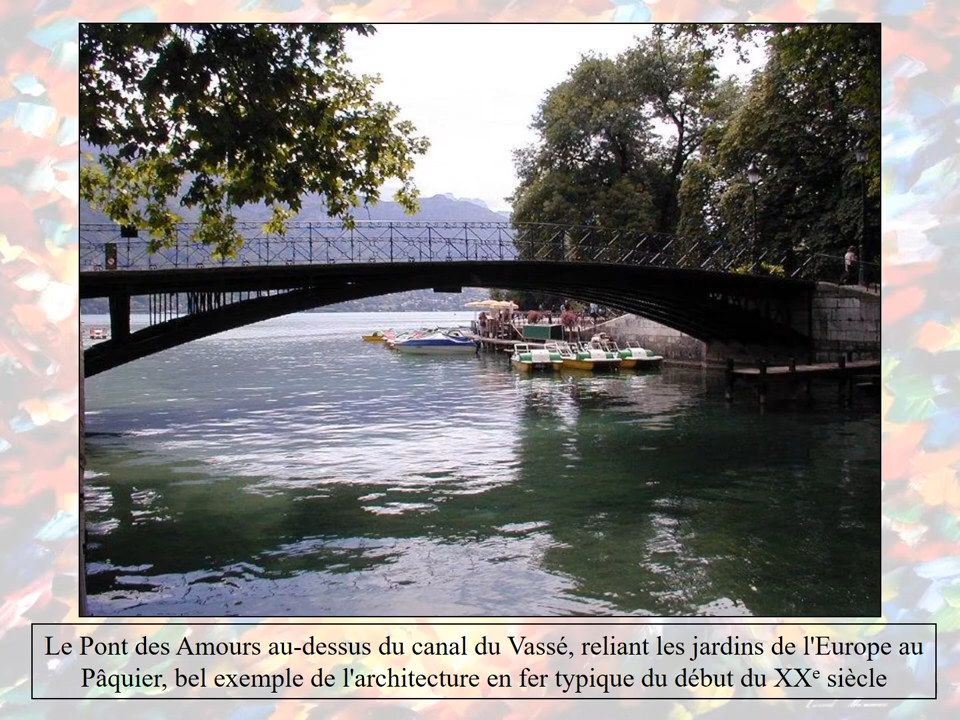 Le Pont des Amours au-dessus du canal du Vassé, reliant les jardins de l'Europe au
Pâquier, bel exemple de l'architecture en fer typique du début du XXᵉ siècle